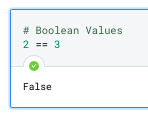 # Boolean Values
2 == 3
False